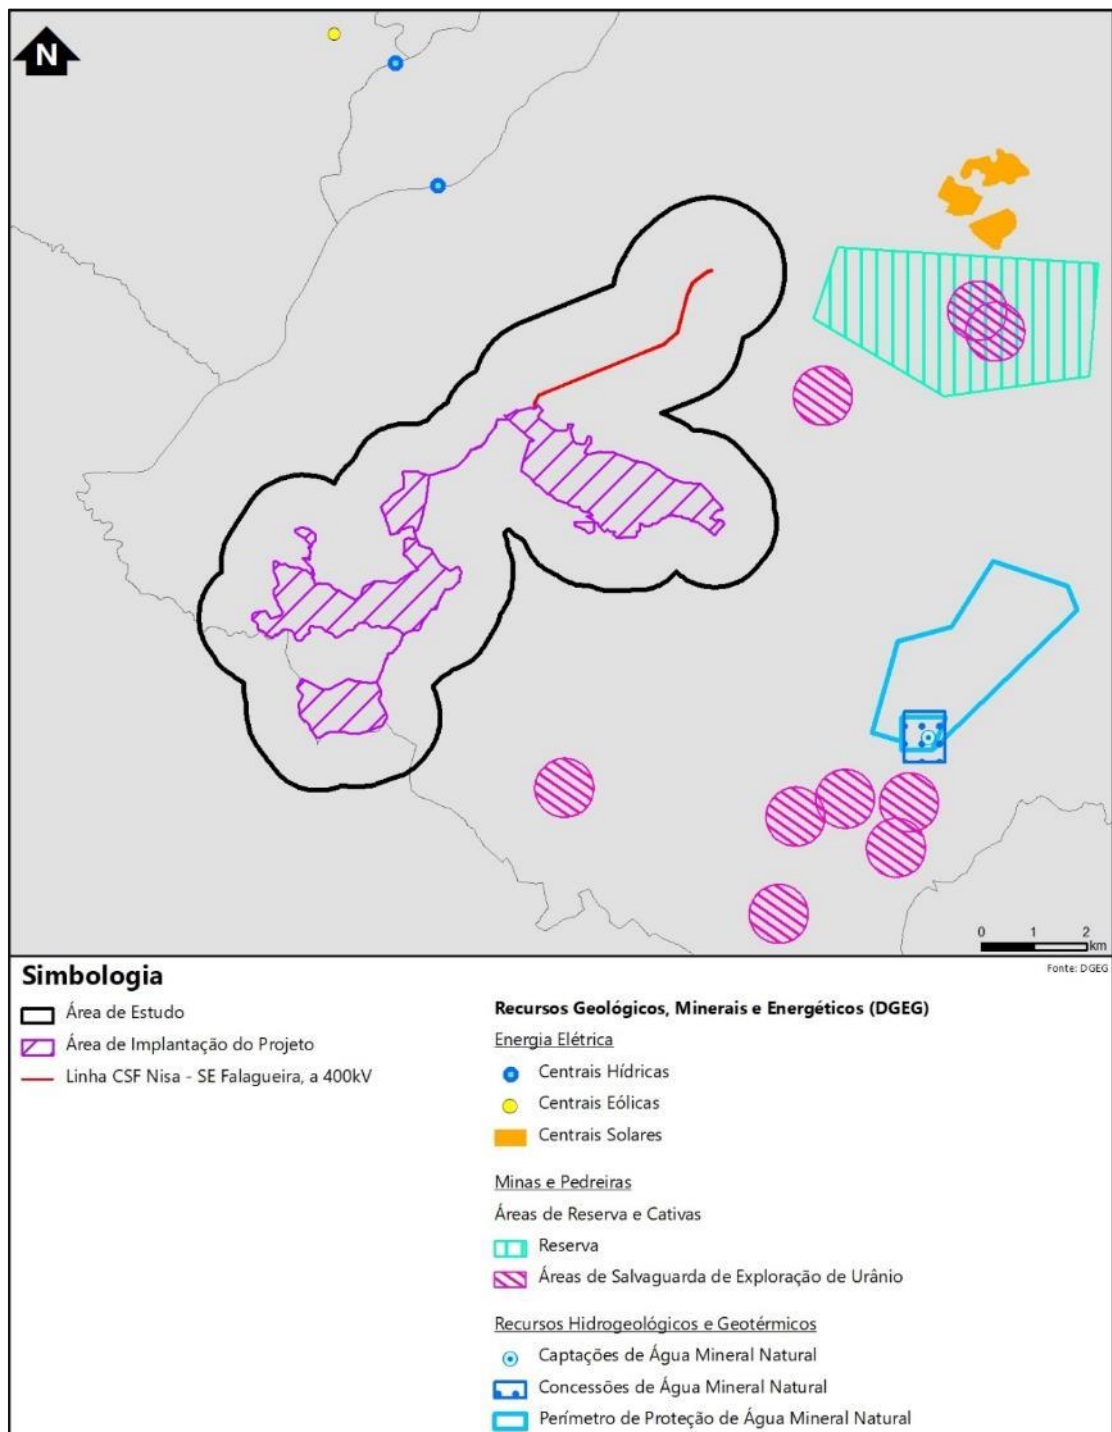 N
0 1 2
km
Fonte: DGEG
Simbologia
Área de Estudo
Área de Implantação do Projeto
Linha CSF Nisa - SE Falagueira, a 400kV
Recursos Geológicos, Minerais e Energéticos (DGEG)
Energia Elétrica
Centrais Hídricas
Centrais Eólicas
Centrais Solares
Minas e Pedreiras
Áreas de Reserva e Cativas
Reserva
Áreas de Salvaguarda de Exploração de Urânio
Recursos Hidrogeológicos e Geotérmicos
Captações de Água Mineral Natural
Concessões de Água Mineral Natural
Perímetro de Proteção de Água Mineral Natural